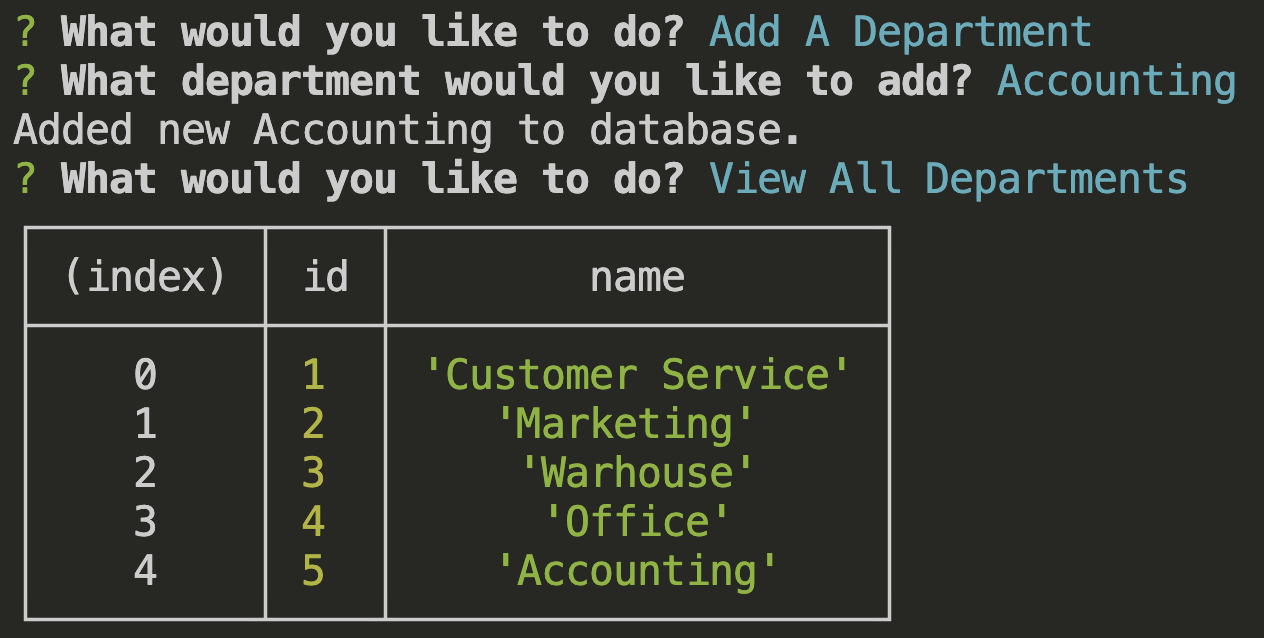 ? What would you like to do? Add A Department
? What department would you like to add? Accounting
Added new Accounting to database.
? What would you like to do? View All Departments
(index) id name
0 1 'Customer Service'
1 2 'Marketing'
2 3 'Warhouse'
3 4 'Office'
4 5 'Accounting'